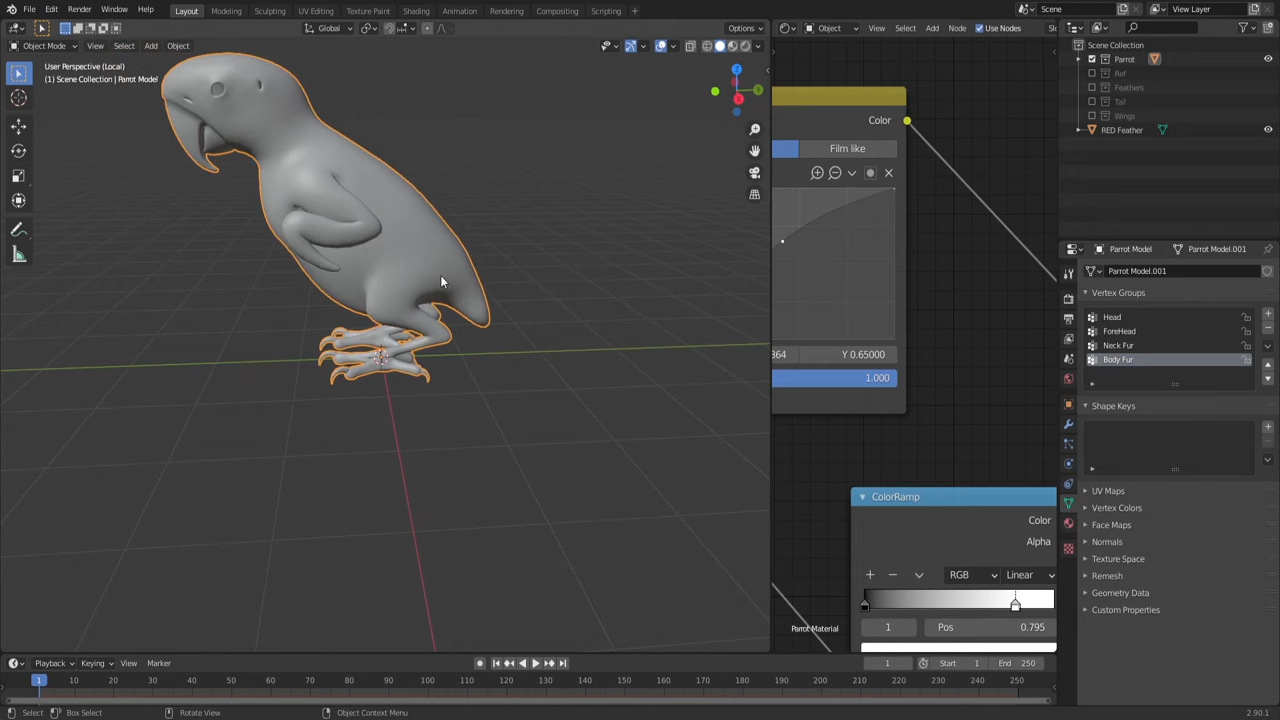 File Edit Render Window Help Layout Modeling Sculpting UV Editing Texture Paint Shading Animation Rendering Compositing Scripting + Scene View Layer
Global Options Object View Select Add Node Use Nodes Sl
Object Mode View Select Add Object
User Perspective (Local)
(1) Scene Collection | Parrot Model
Z
Y
X
Color
Film like
364 Y 0.65000
1.000
ColorRamp
Color
Alpha
RGB Linear
1 Pos 0.795
Parrot Material
Scene Collection
Parrot
Ref
Feathers
Tail
Wings
RED Feather
Parrot Model Parrot Model.001
Parrot Model.001
Vertex Groups
Head
ForeHead
Neck Fur
Body Fur
Shape Keys
UV Maps
Vertex Colors
Face Maps
Normals
Texture Space
Remesh
Geometry Data
Custom Properties
Playback Keying View Marker 1 Start 1 End 250
1 10 20 30 40 50 60 70 80 90 100 110 120 130 140 150 160 170 180 190 200 210 220 230 240 250
Select Box Select Rotate View Object Context Menu 2.90.1